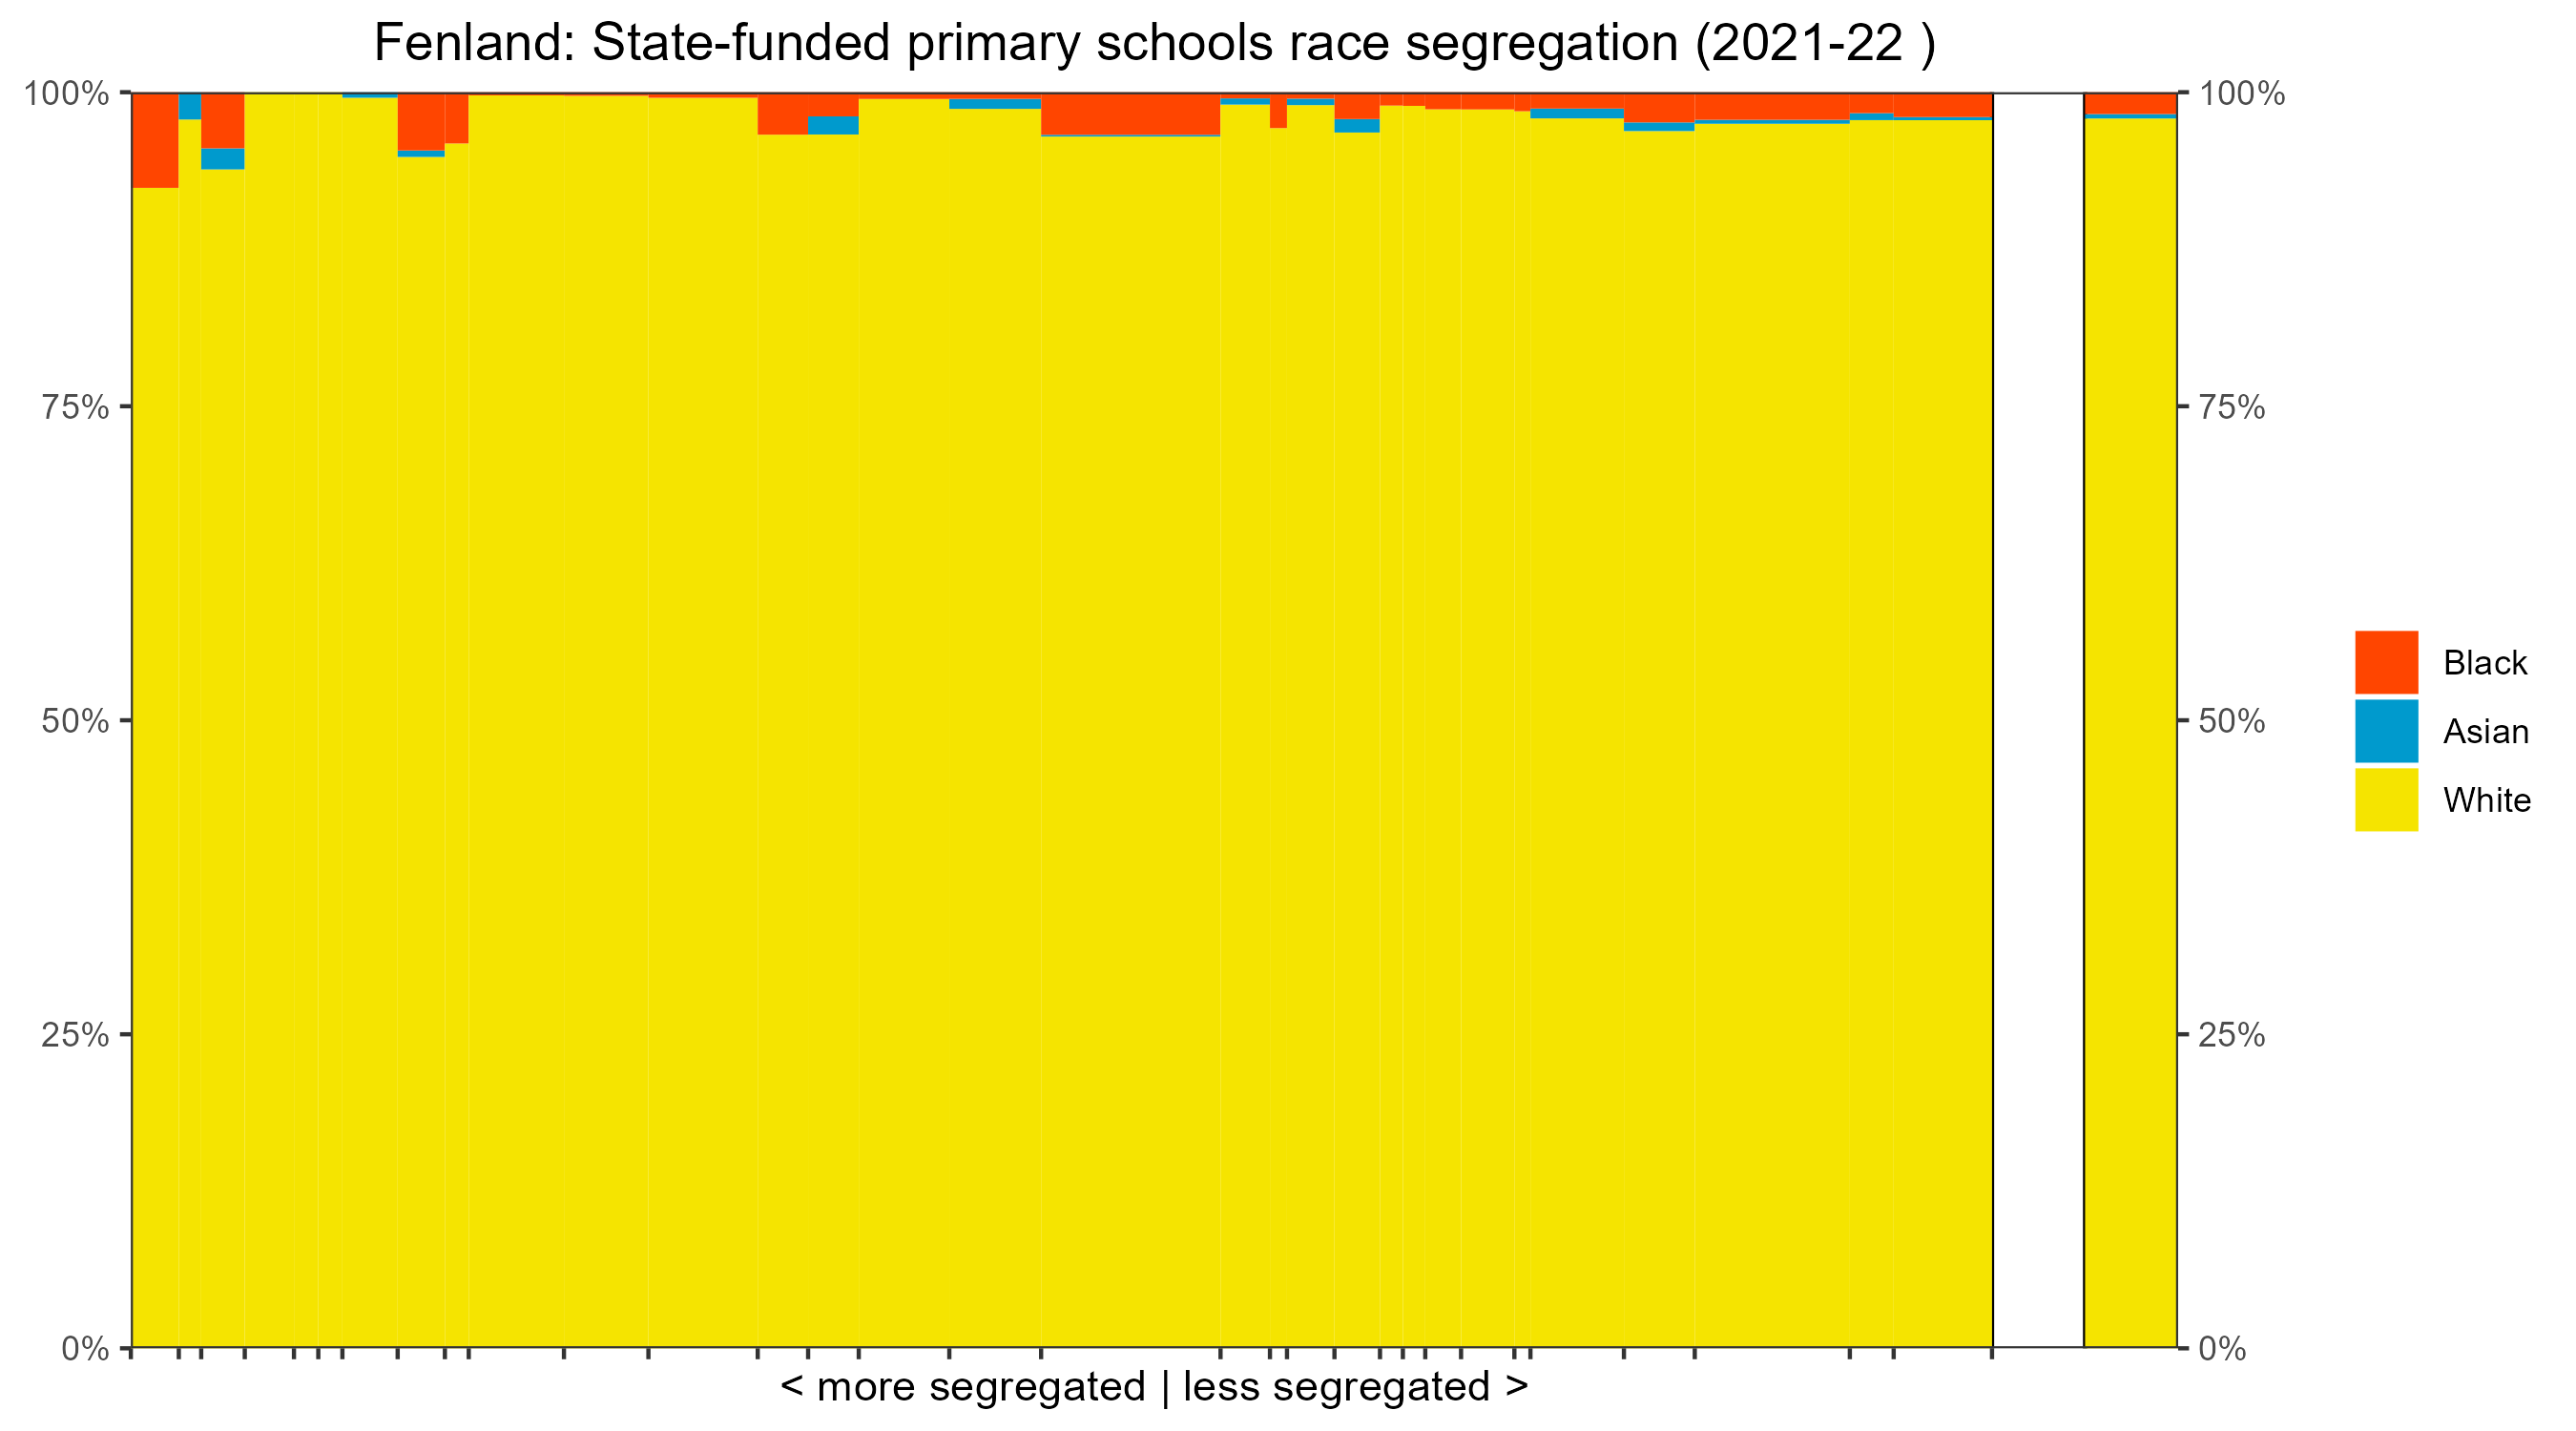 Fenland: State-funded primary schools race segregation (2021-22 )
100%
75%
50%
25%
0%
100%
75%
50%
25%
0%
Black
Asian
White
< more segregated | less segregated >